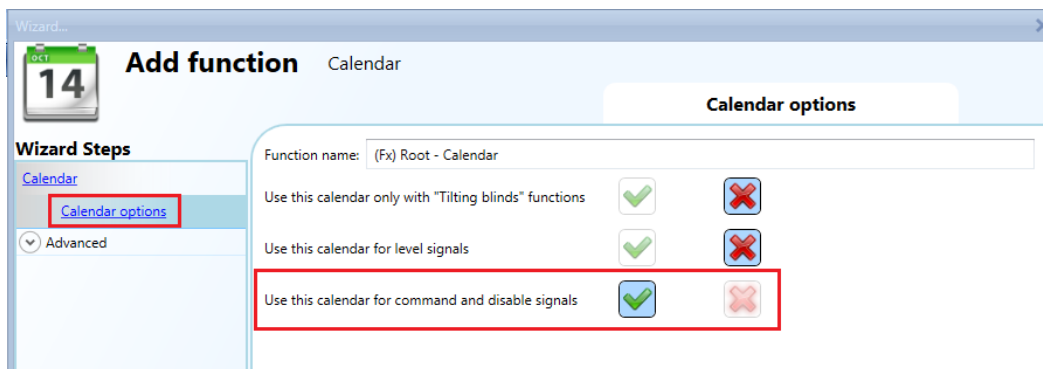 Wizard...
OCT
14
Add function Calendar
Calendar options
Wizard Steps
Calendar
Calendar options
Advanced
Function name: (Fx) Root - Calendar
Use this calendar only with "Tilting blinds" functions
Use this calendar for level signals
Use this calendar for command and disable signals